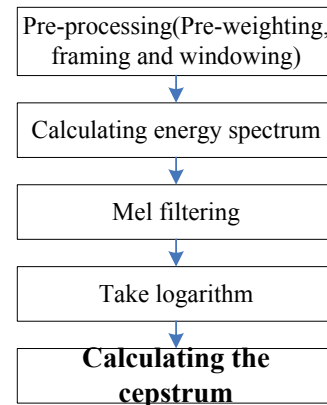 Pre-processing(Pre-weighting,
framing and windowing)
Calculating energy spectrum
Mel filtering
Take logarithm
Calculating the
cepstrum